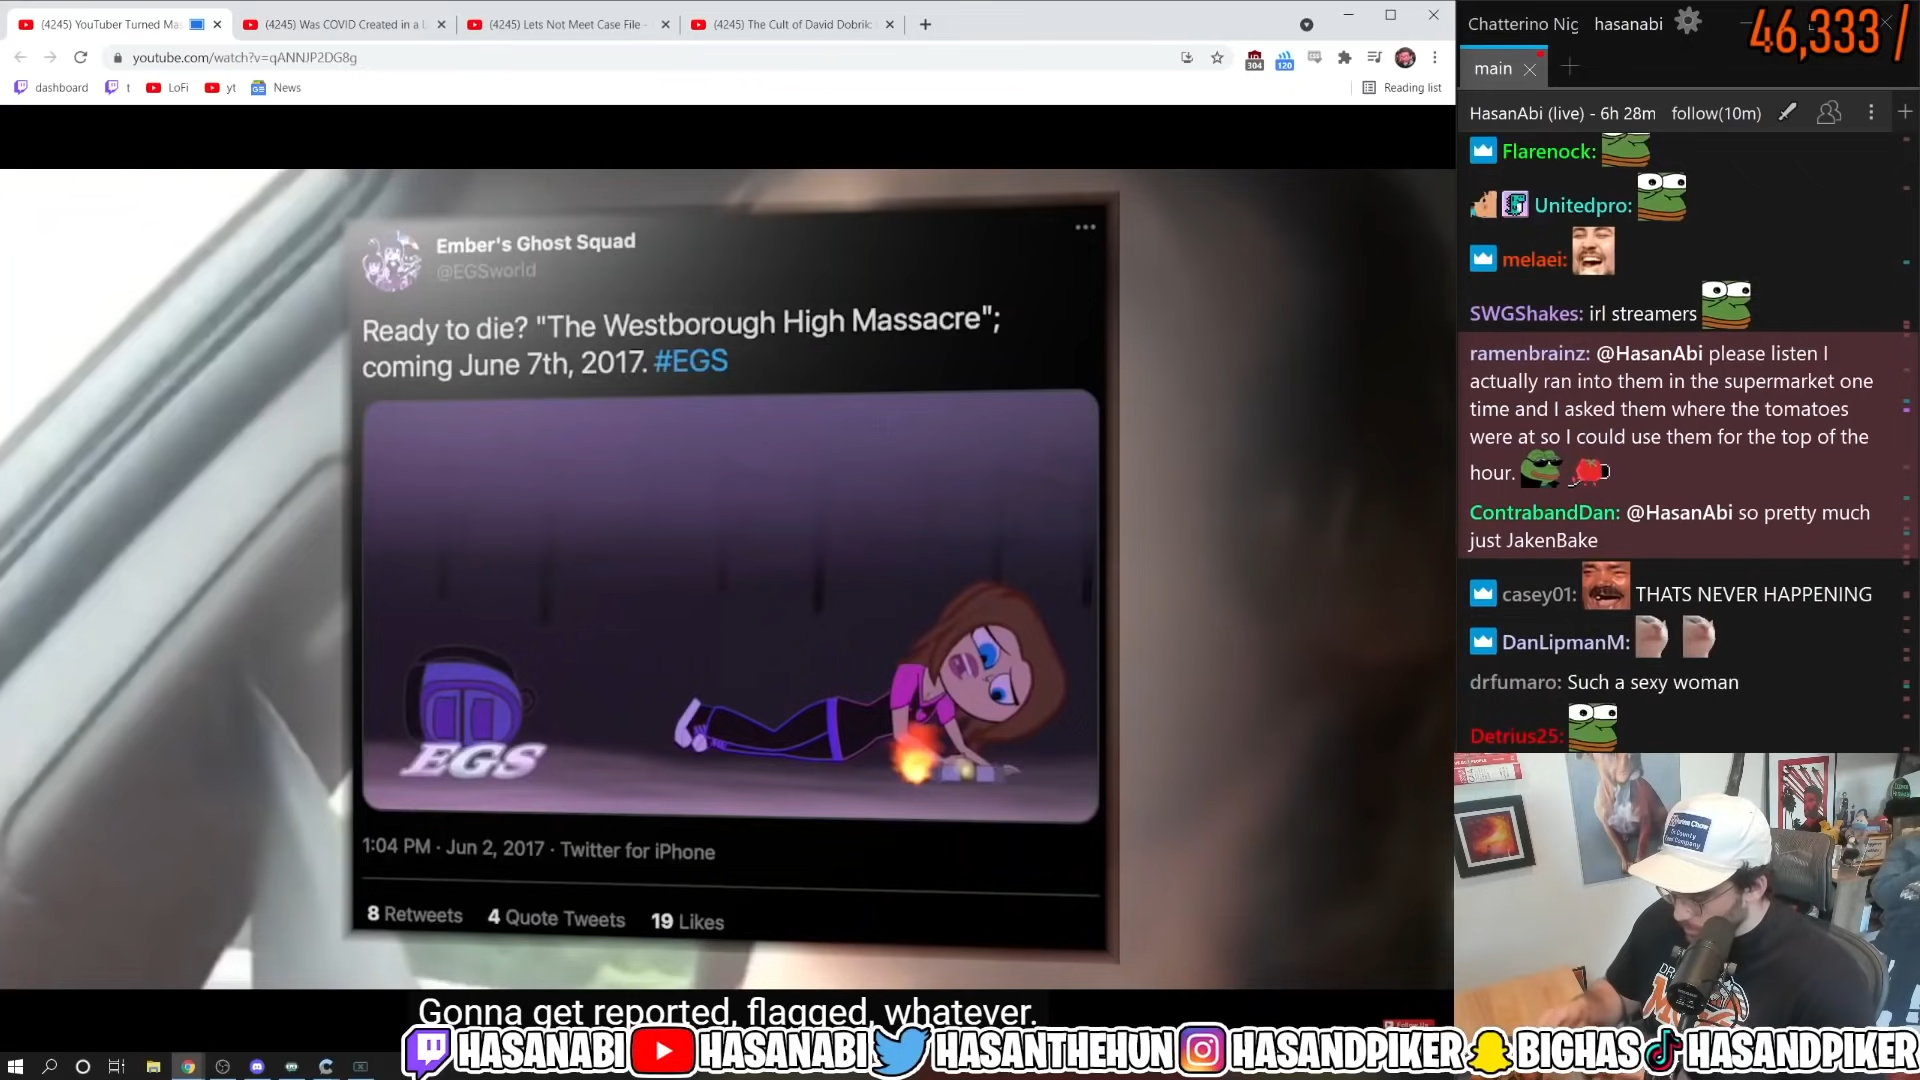 (4245) YouTuber Turned Mas
(4245) Was COVID Created in a L
(4245) Lets Not Meet Case File -
(4245) The Cult of David Dobrik:
youtube.com/watch?v=qANNJP2DG8g
304
120
dashboard
t
LoFi
yt
News
Reading list
Ember's Ghost Squad
@EGSworld
Ready to die? "The Westborough High Massacre";
coming June 7th, 2017. #EGS
EGS
1:04 PM · Jun 2, 2017 · Twitter for iPhone
8 Retweets 4 Quote Tweets 19 Likes
Gonna get reported, flagged, whatever.
Chatterino Nig
hasanabi
46,333 /
main
HasanAbi (live) - 6h 28m follow(10m)
Flarenock:
Unitedpro:
melaei:
SWGShakes: irl streamers
ramenbrainz: @HasanAbi please listen I
actually ran into them in the supermarket one
time and I asked them where the tomatoes
were at so I could use them for the top of the
hour.
ContrabandDan: @HasanAbi so pretty much
just JakenBake
casey01: THATS NEVER HAPPENING
DanLipmanM:
drfumaro: Such a sexy woman
Detrius25:
HASANABI HASANABI HASANTHEHUN HASANDPIKER BIGHAS HASANDPIKER